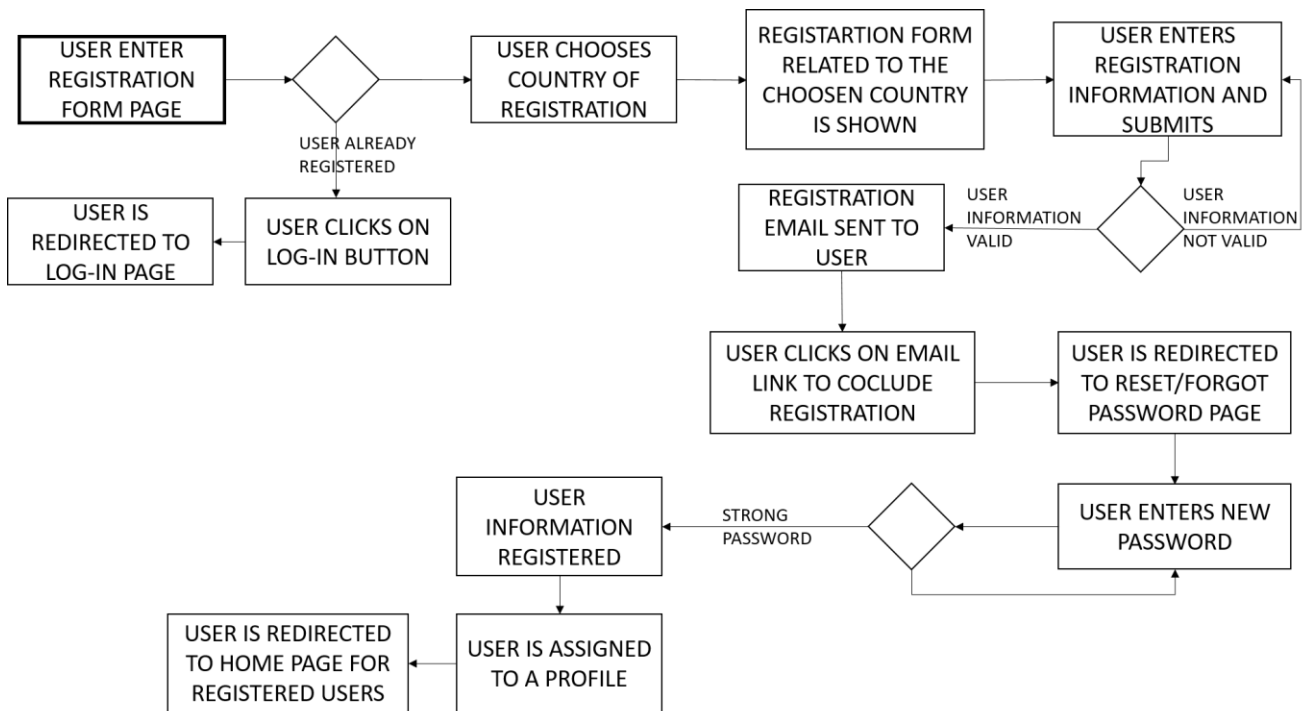 USER ENTER
REGISTRATION
FORM PAGE
USER CHOOSES
COUNTRY OF
REGISTRATION
REGISTARTION FORM
RELATED TO THE
CHOOSEN COUNTRY
IS SHOWN
USER ENTERS
REGISTRATION
INFORMATION AND
SUBMITS
USER ALREADY
REGISTERED
USER IS
REDIRECTED TO
LOG-IN PAGE
USER CLICKS ON
LOG-IN BUTTON
REGISTRATION
EMAIL SENT TO
USER
USER
INFORMATION
VALID
USER
INFORMATION
NOT VALID
USER CLICKS ON EMAIL
LINK TO COCLUDE
REGISTRATION
USER IS REDIRECTED
TO RESET/FORGOT
PASSWORD PAGE
USER
INFORMATION
REGISTERED
STRONG
PASSWORD
USER ENTERS NEW
PASSWORD
USER IS REDIRECTED
TO HOME PAGE FOR
REGISTERED USERS
USER IS ASSIGNED
TO A PROFILE